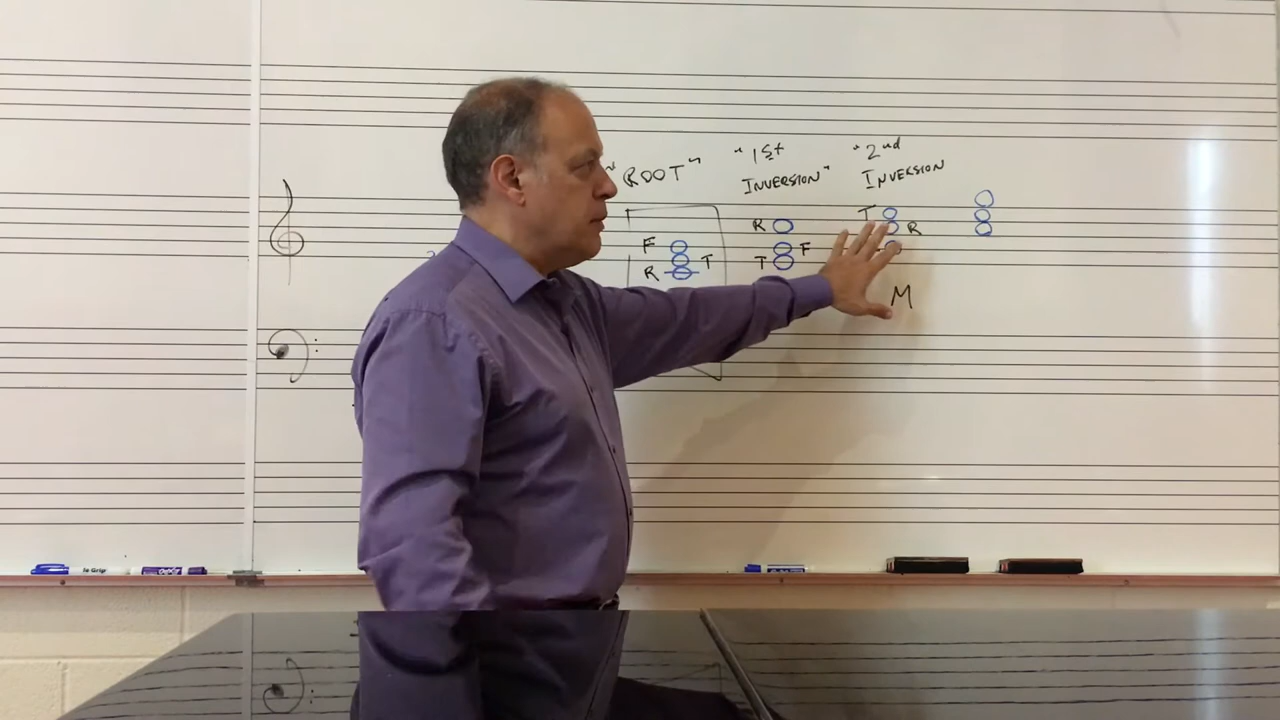 "ROOT"
"1st
INVERSION"
"2nd
INVERSION
F
R T
R
F
T
T
R
M